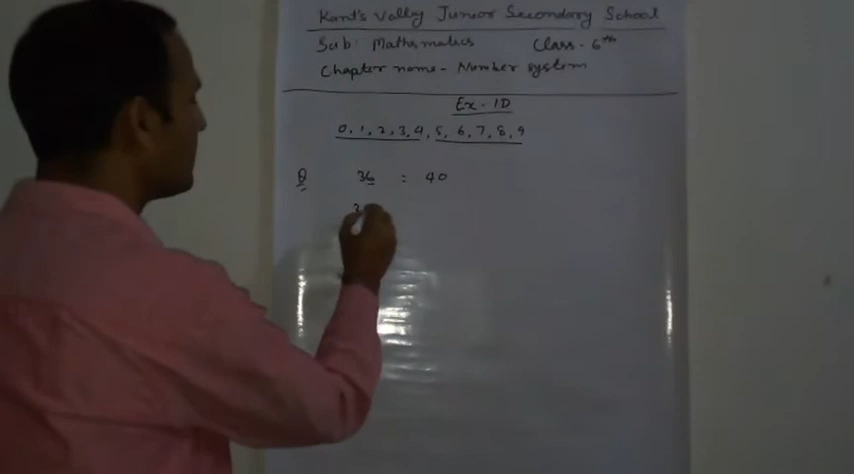 Kant's Valley Junior Secondary School
Sub: Mathematics Class - 6th
Chapter name - Number system
Ex - 1D
0, 1, 2, 3, 4, 5, 6, 7, 8, 9
Q 36 : 40